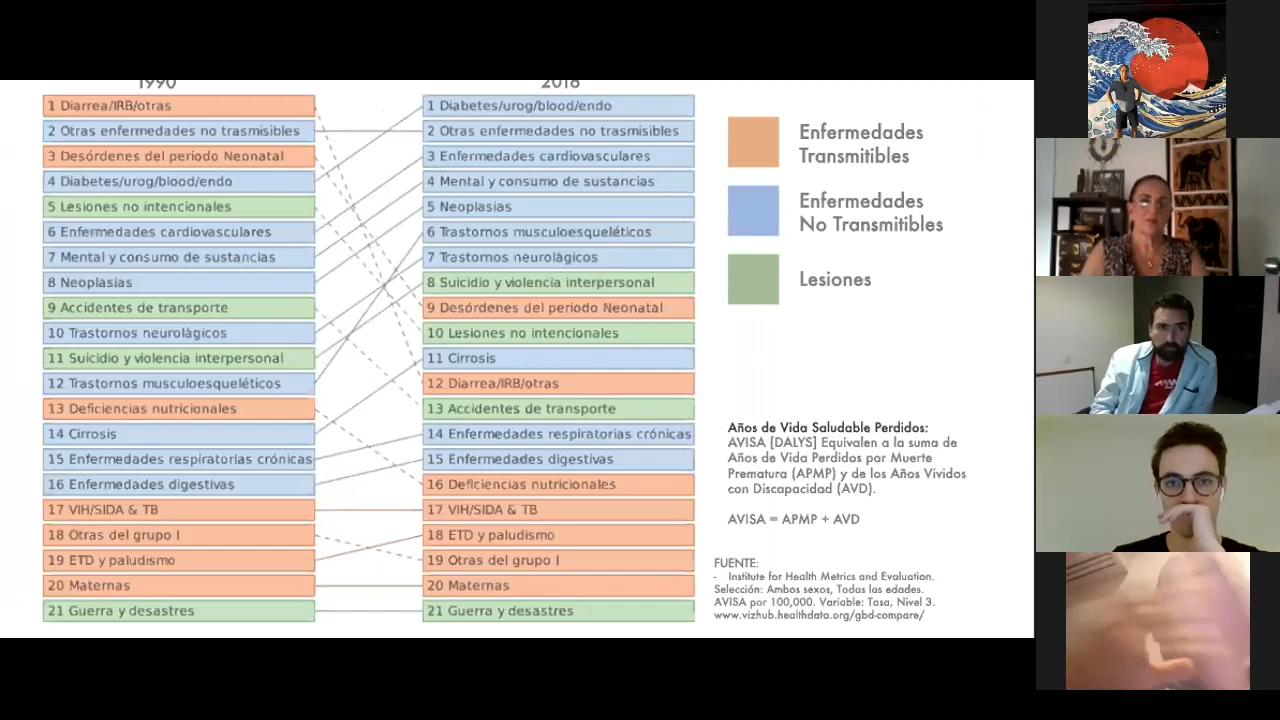 1990
1 Diarrea/IRB/otras
2 Otras enfermedades no trasmisibles
3 Desórdenes del periodo Neonatal
4 Diabetes/urog/blood/endo
5 Lesiones no intencionales
6 Enfermedades cardiovasculares
7 Mental y consumo de sustancias
8 Neoplasias
9 Accidentes de transporte
10 Trastornos neurolágicos
11 Suicidio y violencia interpersonal
12 Trastornos musculoesqueléticos
13 Deficiencias nutricionales
14 Cirrosis
15 Enfermedades respiratorias crónicas
16 Enfermedades digestivas
17 VIH/SIDA & TB
18 Otras del grupo I
19 ETD y paludismo
20 Maternas
21 Guerra y desastres
2016
1 Diabetes/urog/blood/endo
2 Otras enfermedades no trasmisibles
3 Enfermedades cardiovasculares
4 Mental y consumo de sustancias
5 Neoplasias
6 Trastornos musculoesqueléticos
7 Trastornos neurológicos
8 Suicidio y violencia interpersonal
9 Desórdenes del periodo Neonatal
10 Lesiones no intencionales
11 Cirrosis
12 Diarrea/IRB/otras
13 Accidentes de transporte
14 Enfermedades respiratorias crónicas
15 Enfermedades digestivas
16 Deficiencias nutricionales
17 VIH/SIDA & TB
18 ETD y paludismo
19 Otras del grupo I
20 Maternas
21 Guerra y desastres
Enfermedades
Transmitibles
Enfermedades
No Transmitibles
Lesiones
Años de Vida Saludable Perdidos:
AVISA [DALYS] Equivalen a la suma de
Años de Vida Perdidos por Muerte
Prematura (APMP) y de los Años Vividos
con Discapacidad (AVD).
AVISA = APMP + AVD
FUENTE:
- Institute for Health Metrics and Evaluation.
Selección: Ambos sexos, Todas las edades.
AVISA por 100,000. Variable: Tasa, Nivel 3.
www.vizhub.healthdata.org/gbd-compare/